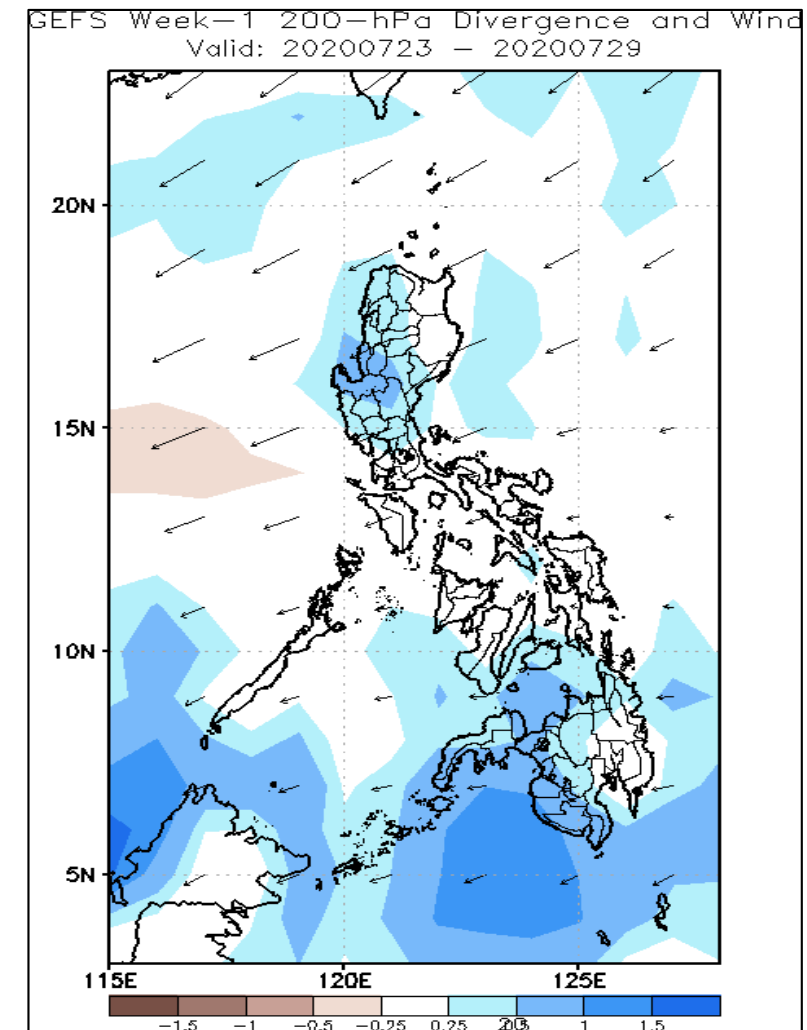 GEFS Week-1 200-hPa Divergence and Wind
Valid: 20200723 - 20200729
20N
15N
10N
5N
115E 120E 125E
-1.5 -1 -0.5 -0.25 0.25 1 1.5